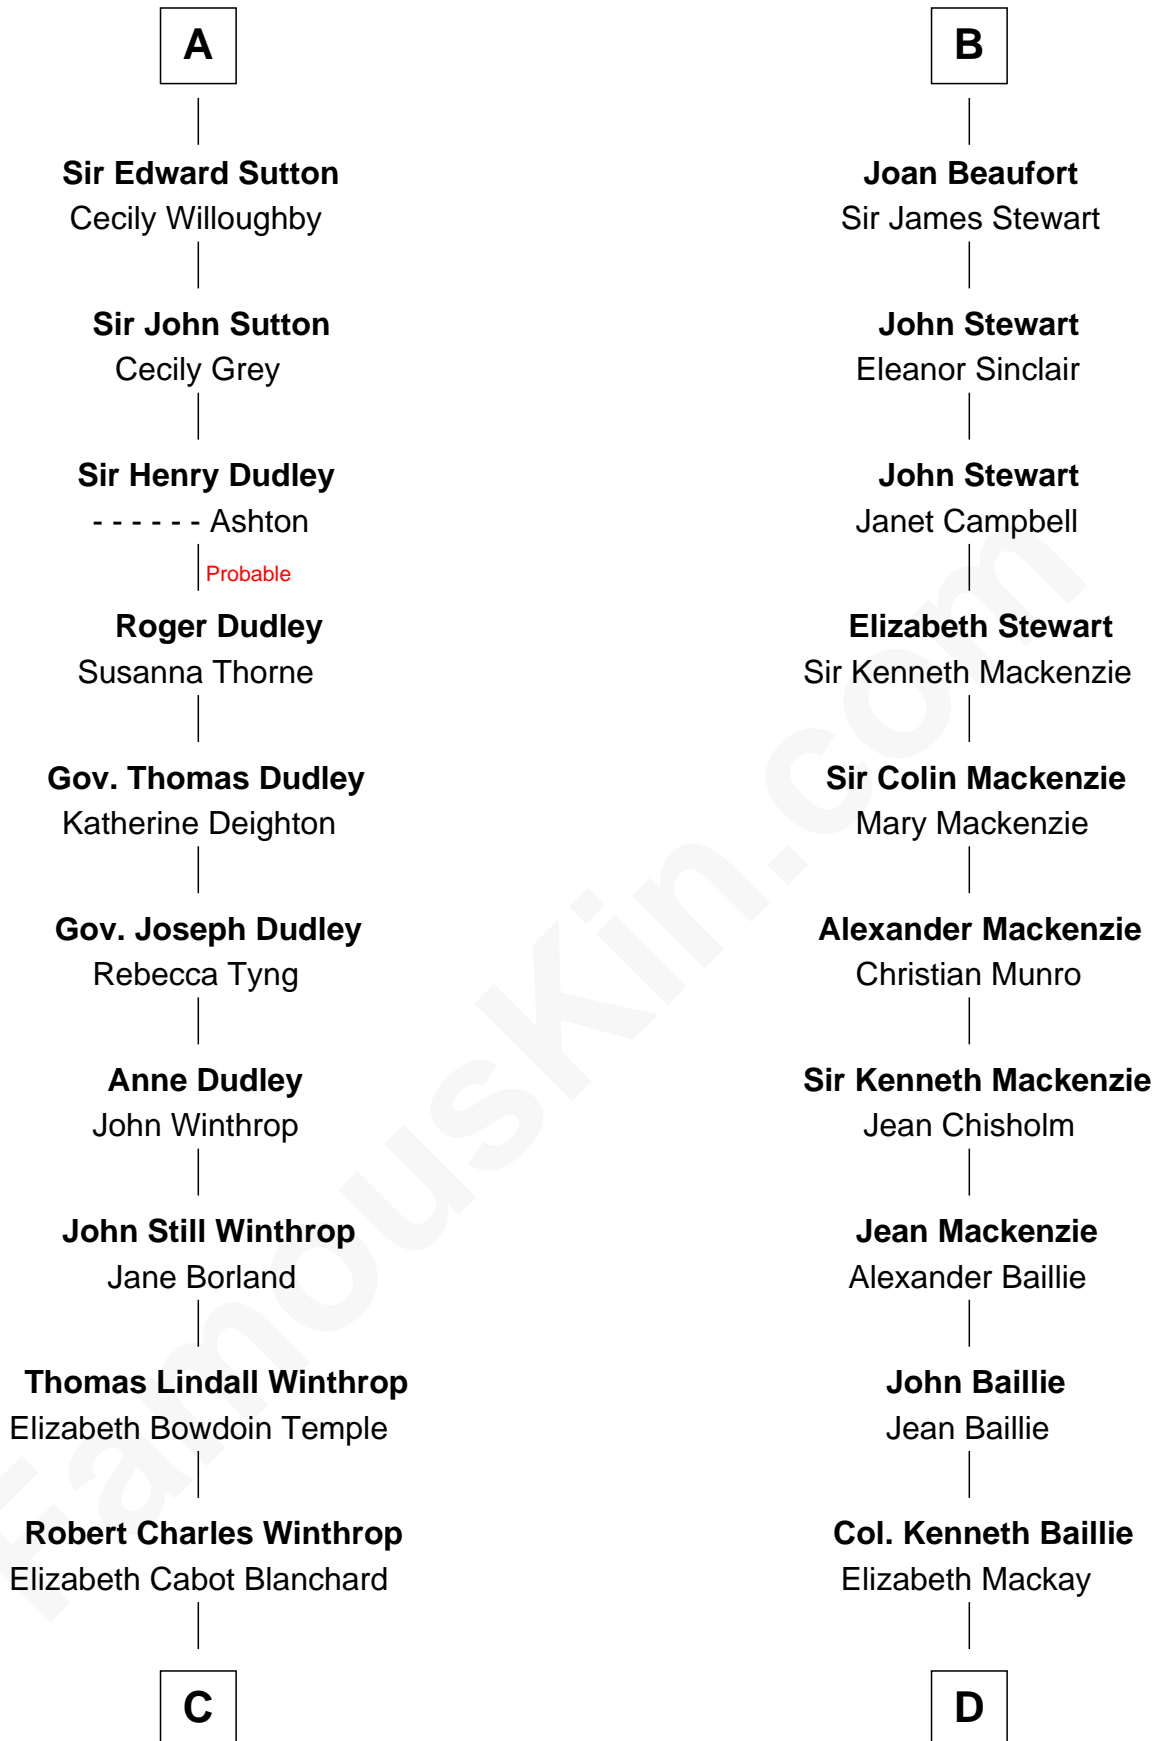 A
Sir Edward Sutton
Cecily Willoughby
Sir John Sutton
Cecily Grey
Sir Henry Dudley
- - - - - - Ashton
Probable
Roger Dudley
Susanna Thorne
Gov. Thomas Dudley
Katherine Deighton
Gov. Joseph Dudley
Rebecca Tyng
Anne Dudley
John Winthrop
John Still Winthrop
Jane Borland
Thomas Lindall Winthrop
Elizabeth Bowdoin Temple
Robert Charles Winthrop
Elizabeth Cabot Blanchard
C
B
Joan Beaufort
Sir James Stewart
John Stewart
Eleanor Sinclair
John Stewart
Janet Campbell
Elizabeth Stewart
Sir Kenneth Mackenzie
Sir Colin Mackenzie
Mary Mackenzie
Alexander Mackenzie
Christian Munro
Sir Kenneth Mackenzie
Jean Chisholm
Jean Mackenzie
Alexander Baillie
John Baillie
Jean Baillie
Col. Kenneth Baillie
Elizabeth Mackay
D
FamousKin.com